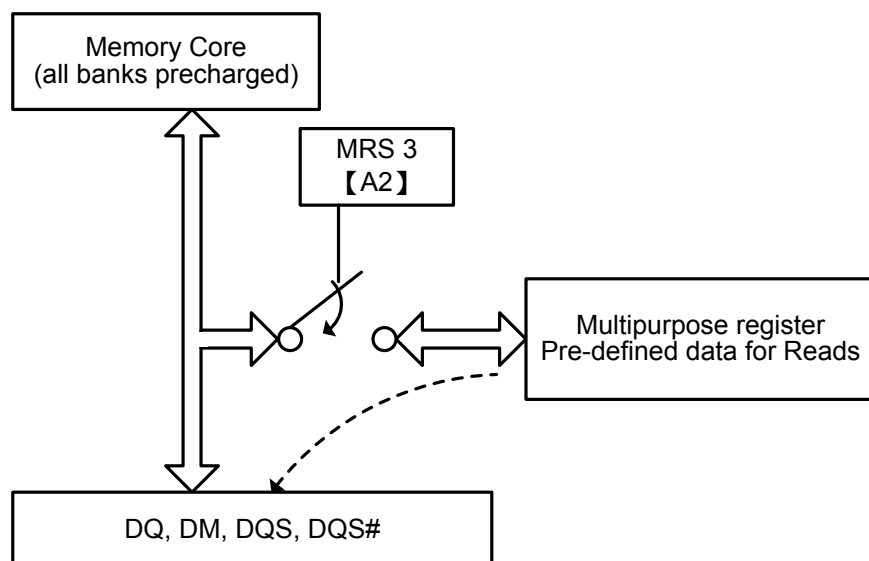 Memory Core
(all banks precharged)
MRS 3
【A2】
Multipurpose register
Pre-defined data for Reads
DQ, DM, DQS, DQS#